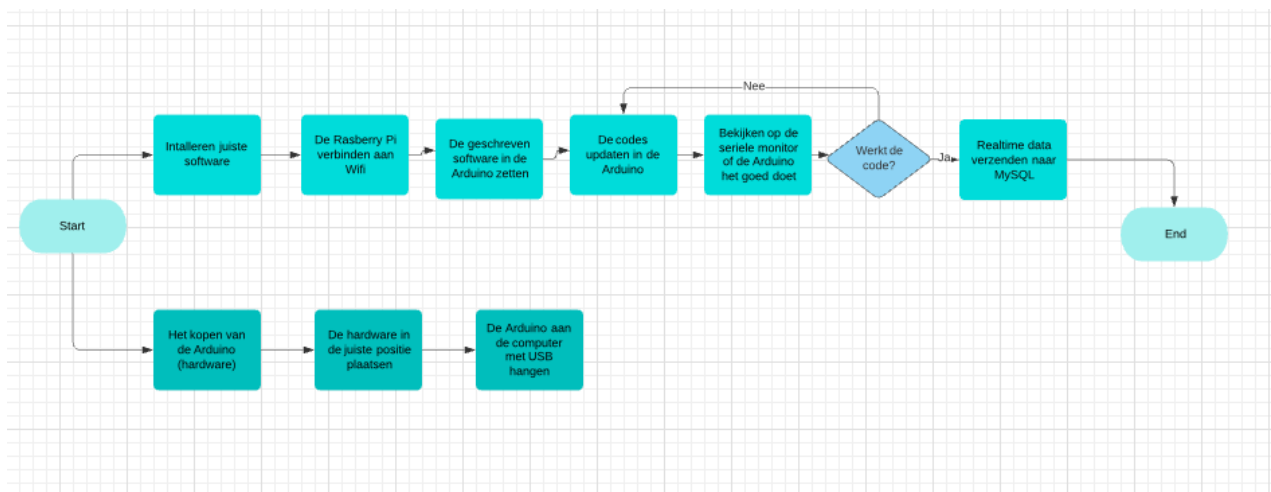 Nee
Intalleren juiste
software
De Rasberry Pi
verbinden aan
Wifi
De geschreven
software in de
Arduino zetten
De codes
updaten in de
Arduino
Bekijken op de
seriele monitor
of de Arduino
het goed doet
Werkt de
code?
Ja
Realtime data
verzenden naar
MySQL
Start
End
Het kopen van
de Arduino
(hardware)
De hardware in
de juiste positie
plaatsen
De Arduino aan
de computer
met USB
hangen